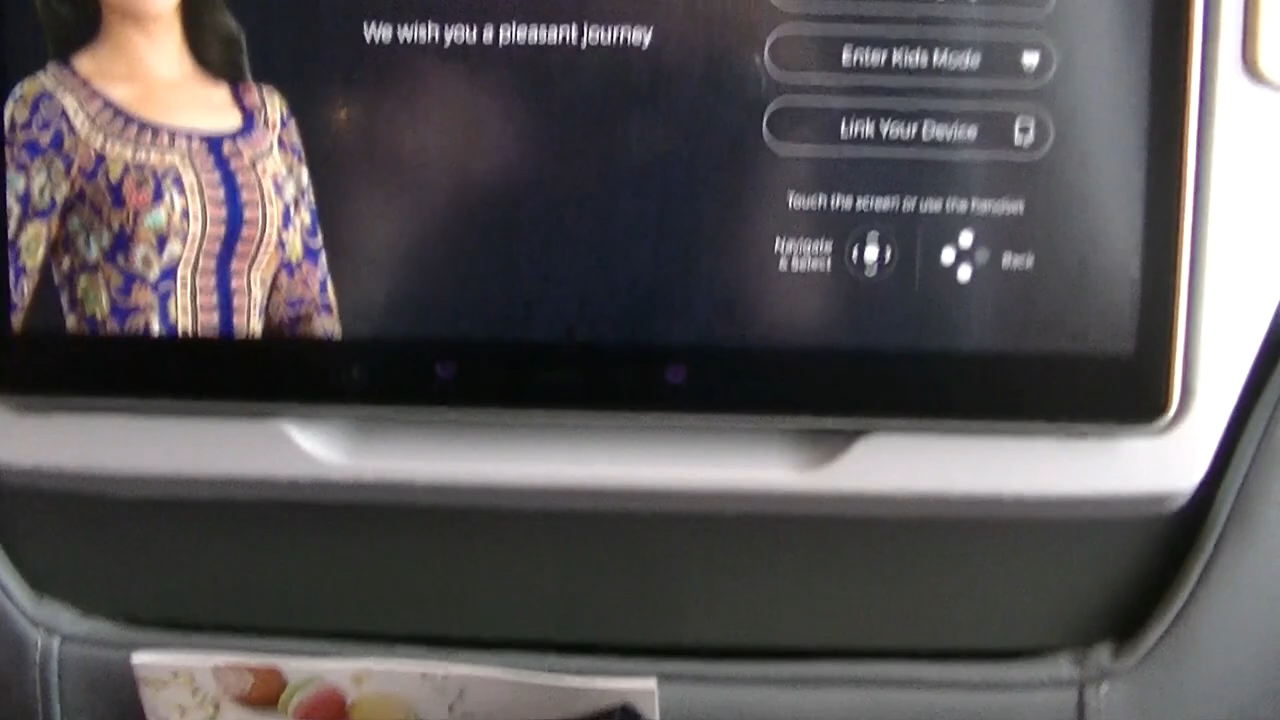 We wish you a pleasant journey
Enter Kids Mode
Link Your Device
Touch the screen or use the handset
Navigate
& Select
Back